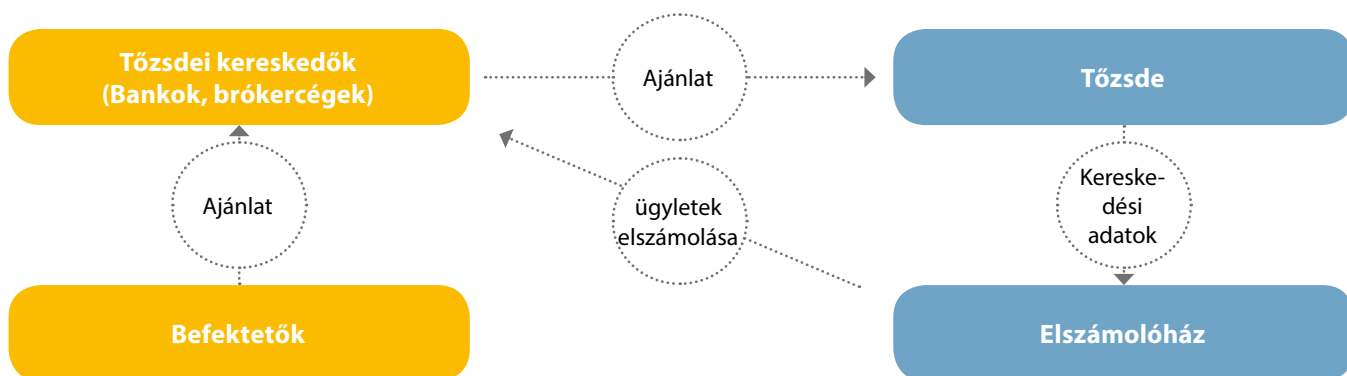 Tőzsdei kereskedők
(Bankok, brókercégek)
Ajánlat
Tőzsde
Ajánlat
ügyletek
elszámolása
Kereske-
dési
adatok
Befektetők
Elszámolóház